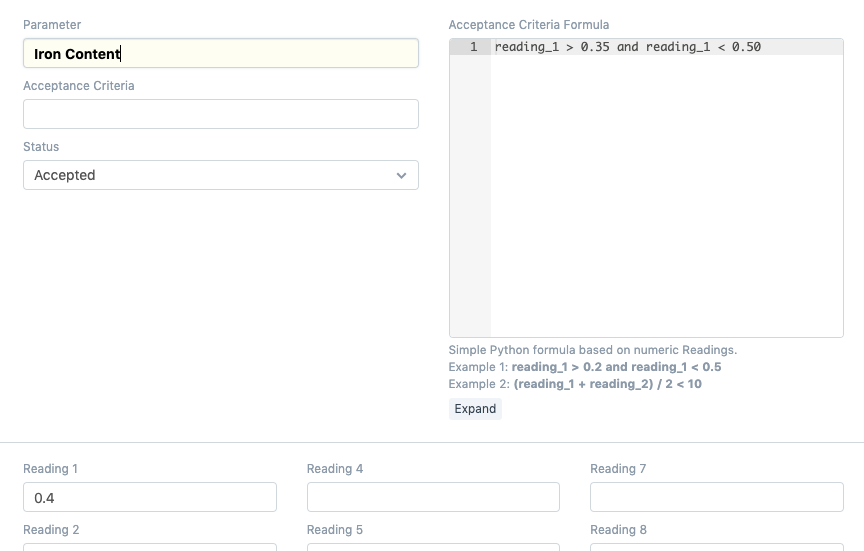 Parameter
Iron Content
Acceptance Criteria
Status
Accepted
Acceptance Criteria Formula
1 reading_1 > 0.35 and reading_1 < 0.50
Simple Python formula based on numeric Readings.
Example 1: reading_1 > 0.2 and reading_1 < 0.5
Example 2: (reading_1 + reading_2) / 2 < 10
Expand
Reading 1 Reading 4 Reading 7
0.4
Reading 2 Reading 5 Reading 8